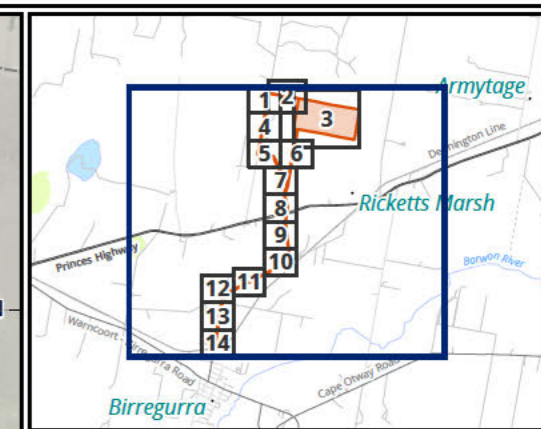 Armytage
1
2
3
4
Dennington Line
5
6
7
Ricketts Marsh
8
Princes Highway
9
Barwon River
10
11
12
13
14
Warncoort - Birregurra Road
Cape Otway Road
Birregurra